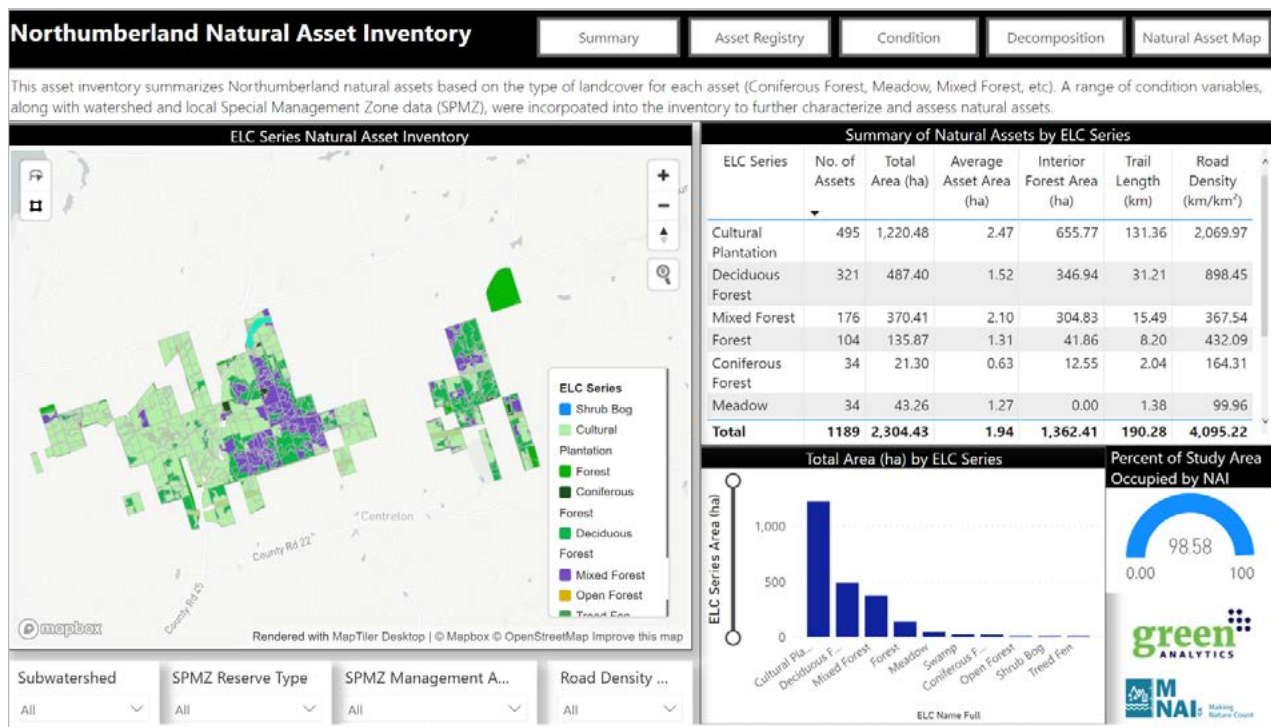 Northumberland Natural Asset Inventory
Summary
Asset Registry
Condition
Decomposition
Natural Asset Map
This asset inventory summarizes Northumberland natural assets based on the type of landcover for each asset (Coniferous Forest, Meadow, Mixed Forest, etc). A range of condition variables,
along with watershed and local Special Management Zone data (SPMZ), were incorpoated into the inventory to further characterize and assess natural assets.
ELC Series Natural Asset Inventory
Centreton
County Rd 22
County Rd 45
ELC Series
Shrub Bog
Cultural
Plantation
Forest
Coniferous
Forest
Deciduous
Forest
Mixed Forest
Open Forest
Treed Fen
mapbox
Rendered with MapTiler Desktop | © Mapbox © OpenStreetMap Improve this map
Summary of Natural Assets by ELC Series
ELC Series No. of Assets Total Area (ha) Average Asset Area (ha) Interior Forest Area (ha) Trail Length (km) Road Density (km/km²)
Cultural Plantation 495 1,220.48 2.47 655.77 131.36 2,069.97
Deciduous Forest 321 487.40 1.52 346.94 31.21 898.45
Mixed Forest 176 370.41 2.10 304.83 15.49 367.54
Forest 104 135.87 1.31 41.86 8.20 432.09
Coniferous Forest 34 21.30 0.63 12.55 2.04 164.31
Meadow 34 43.26 1.27 0.00 1.38 99.96
Total 1189 2,304.43 1.94 1,362.41 190.28 4,095.22
Total Area (ha) by ELC Series
ELC Series Area (ha)
1,000
500
0
Cultural Pla...
Deciduous F...
Mixed Forest
Forest
Meadow
Swamp
Coniferous F...
Open Forest
Shrub Bog
Treed Fen
ELC Name Full
Percent of Study Area
Occupied by NAI
98.58
0.00 100
green
ANALYTICS
M
NAI
Making
Nature Count
Subwatershed
All
SPMZ Reserve Type
All
SPMZ Management A...
All
Road Density ...
All